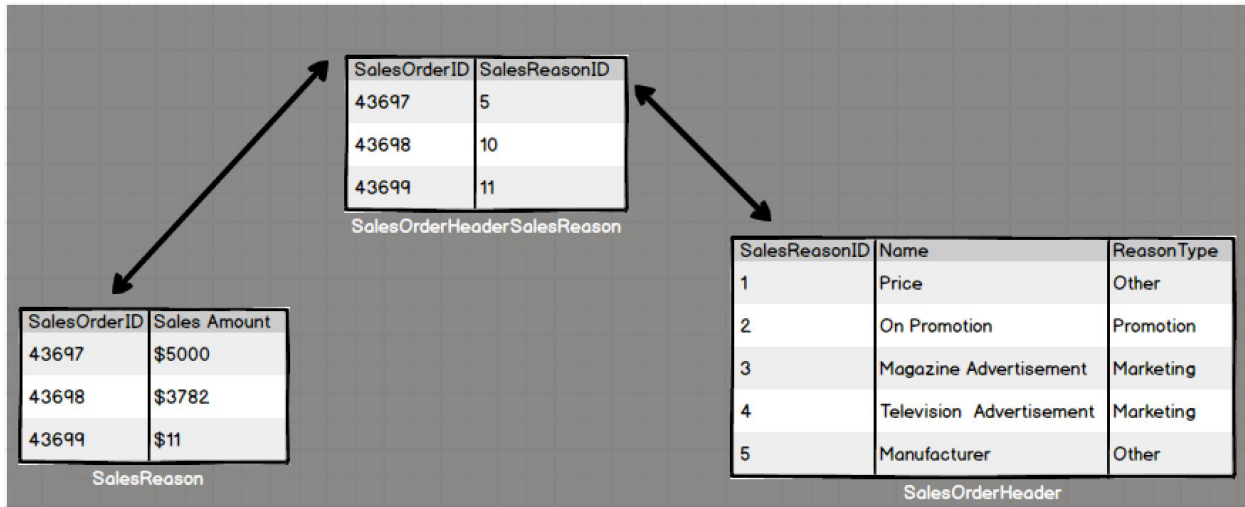 SalesOrderID SalesReasonID
43697 5
43698 10
43699 11
SalesOrderHeaderSalesReason
SalesReasonID Name ReasonType
1 Price Other
2 On Promotion Promotion
3 Magazine Advertisement Marketing
4 Television Advertisement Marketing
5 Manufacturer Other
SalesOrderHeader
SalesOrderID Sales Amount
43697 $5000
43698 $3782
43699 $11
SalesReason